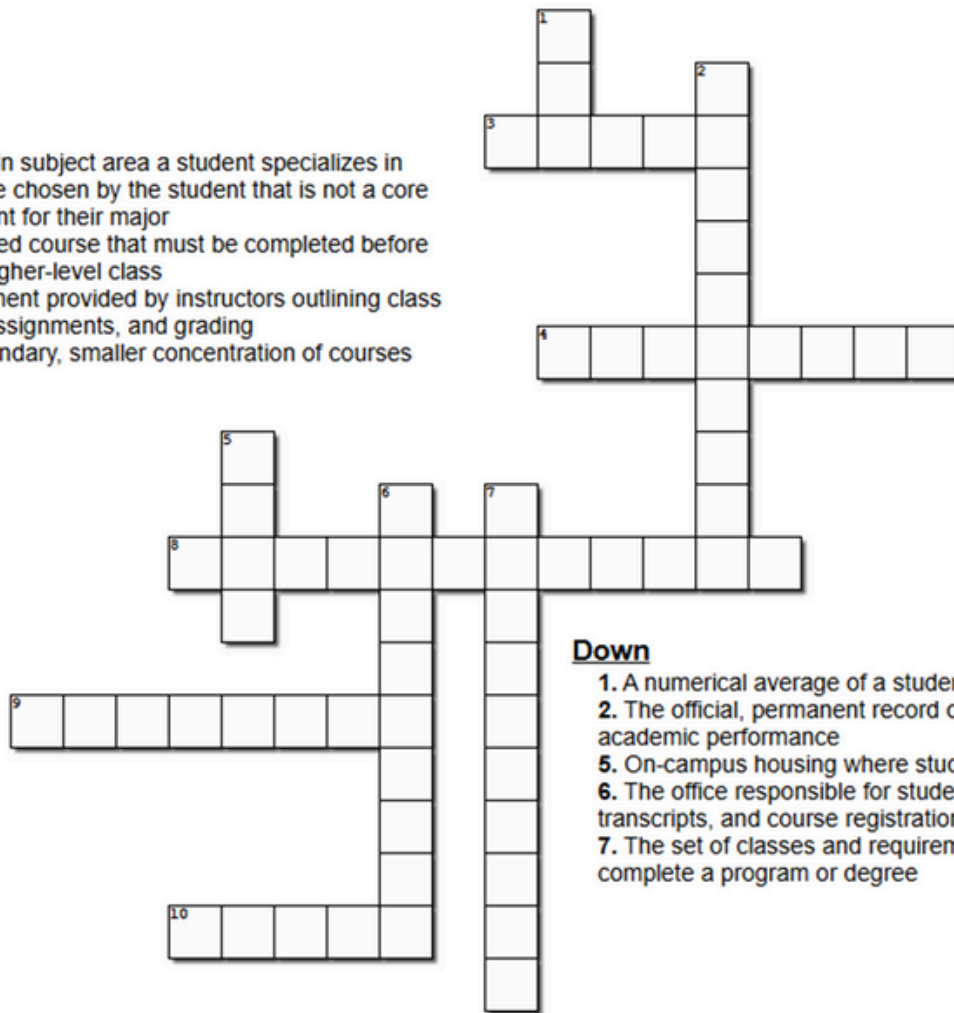 1
2
3
in subject area a student specializes in
e chosen by the student that is not a core
nt for their major
ed course that must be completed before
gher-level class
nent provided by instructors outlining class
ssignments, and grading
ndary, smaller concentration of courses
4
5
6
7
8
Down
1. A numerical average of a studen
2. The official, permanent record o
academic performance
5. On-campus housing where stud
6. The office responsible for stude
transcripts, and course registration
7. The set of classes and requirem
complete a program or degree
9
10